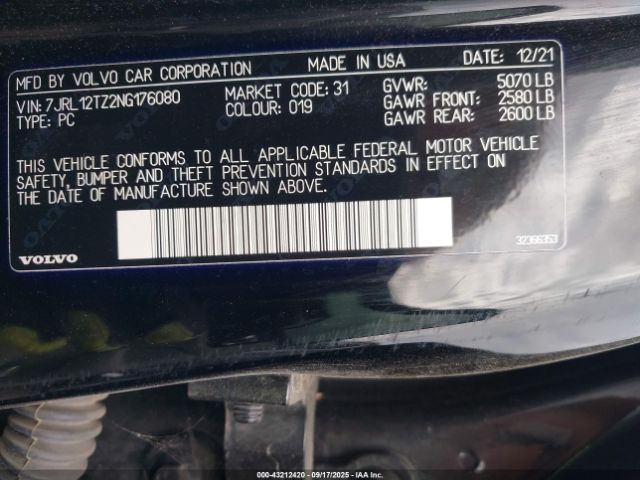 MFD BY VOLVO CAR CORPORATION MADE IN USA DATE: 12/21
VIN: 7JRL12TZ2NG176080 MARKET CODE: 31 GVWR: 5070 LB
TYPE: PC COLOUR: 019 GAWR FRONT: 2580 LB
GAWR REAR: 2600 LB
THIS VEHICLE CONFORMS TO ALL APPLICABLE FEDERAL MOTOR VEHICLE
SAFETY, BUMPER AND THEFT PREVENTION STANDARDS IN EFFECT ON
THE DATE OF MANUFACTURE SHOWN ABOVE.
VOLVO 32366353
000-43212420 - 09/17/2025 - IAA Inc.